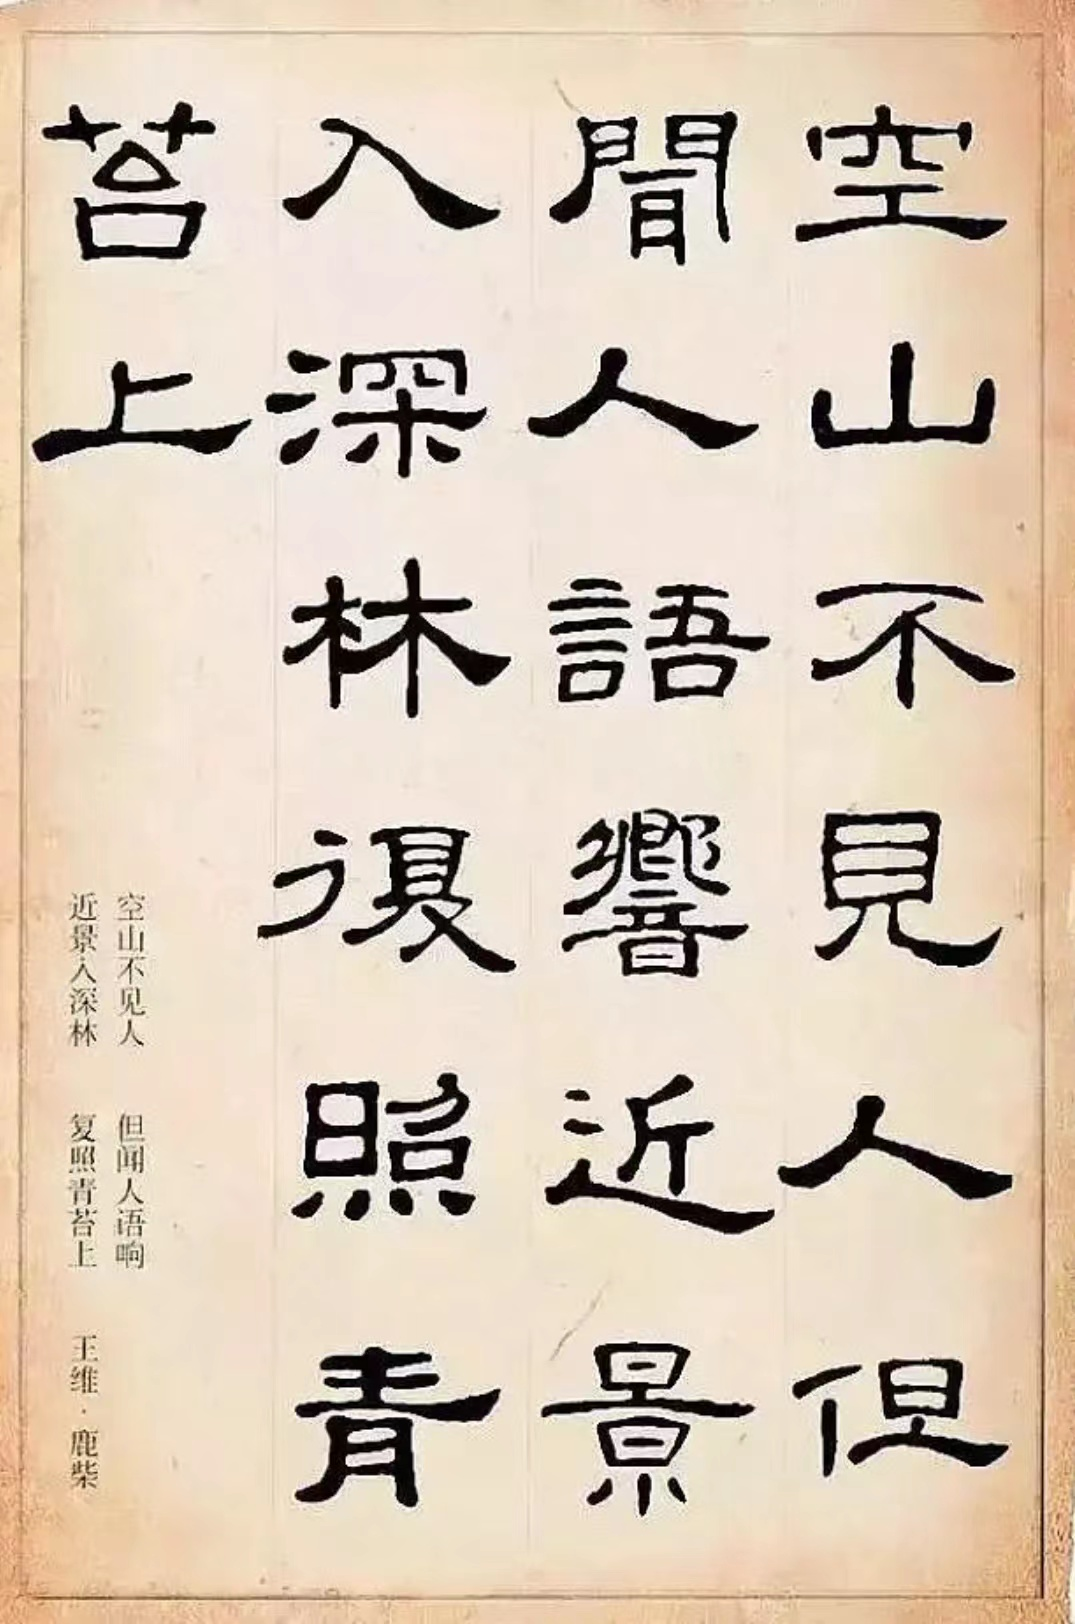 空山不見人但
聞人語響近景
入深林復照青
苔上
空山不见人 但闻人语响
近景入深林 复照青苔上 王维·鹿柴